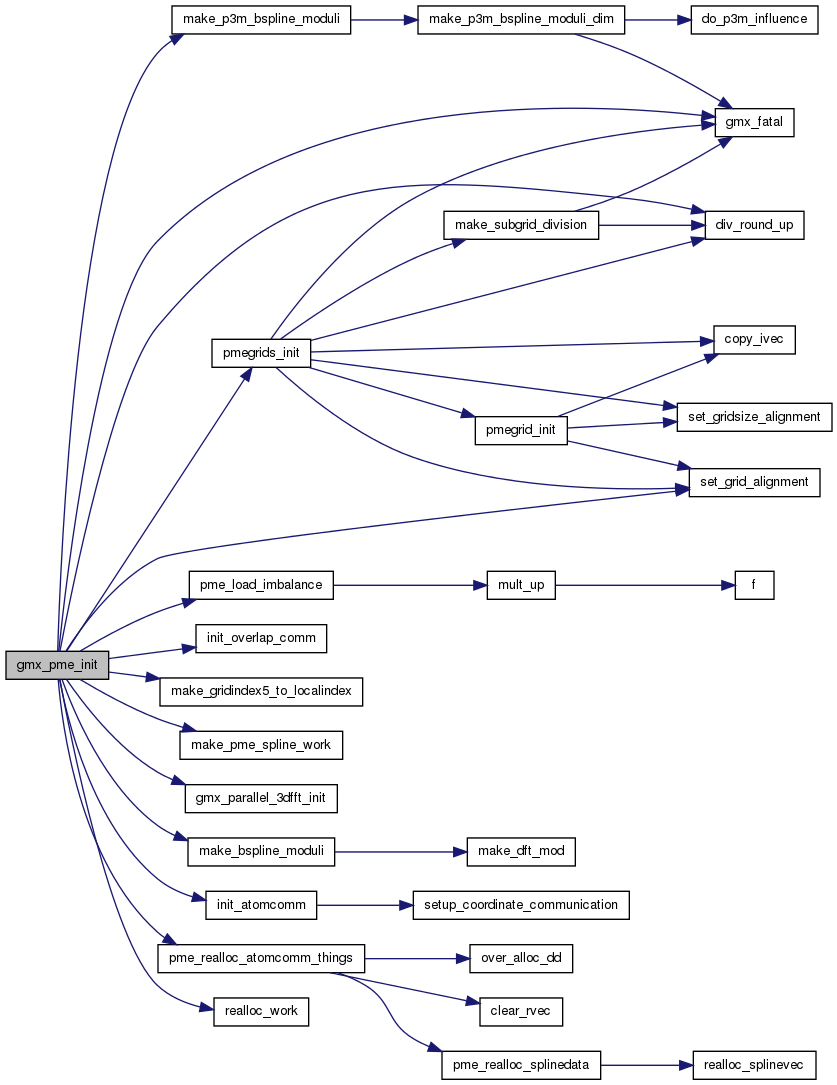 make_p3m_bspline_moduli
make_p3m_bspline_moduli_dim
do_p3m_influence
gmx_fatal
make_subgrid_division
div_round_up
pmegrids_init
copy_ivec
set_gridsize_alignment
pmegrid_init
set_grid_alignment
pme_load_imbalance
mult_up
f
init_overlap_comm
gmx_pme_init
make_gridindex5_to_localindex
make_pme_spline_work
gmx_parallel_3dfft_init
make_bspline_moduli
make_dft_mod
init_atomcomm
setup_coordinate_communication
pme_realloc_atomcomm_things
over_alloc_dd
realloc_work
clear_rvec
pme_realloc_splinedata
realloc_splinevec